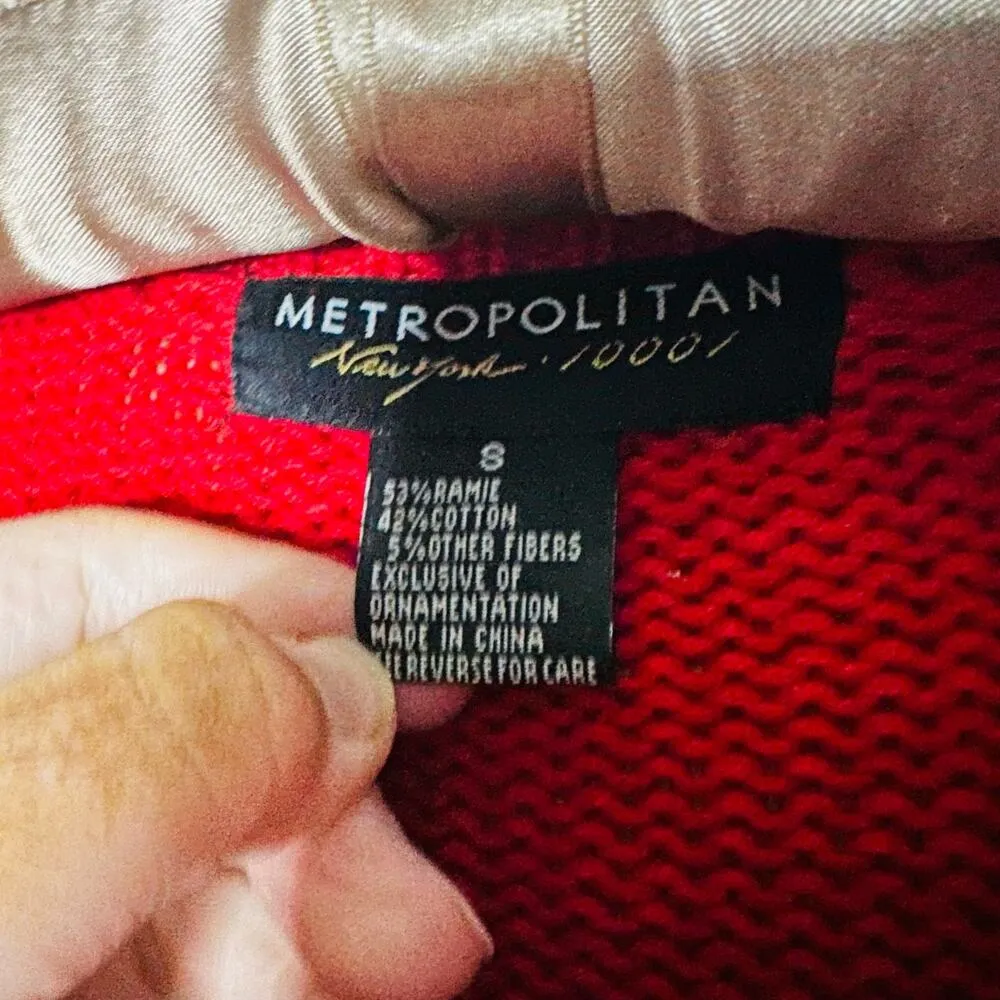 METROPOLITAN
New York · 10001
S
53%RAMIE
42%COTTON
5%OTHER FIBERS
EXCLUSIVE OF
ORNAMENTATION
MADE IN CHINA
REVERSE FOR CARE